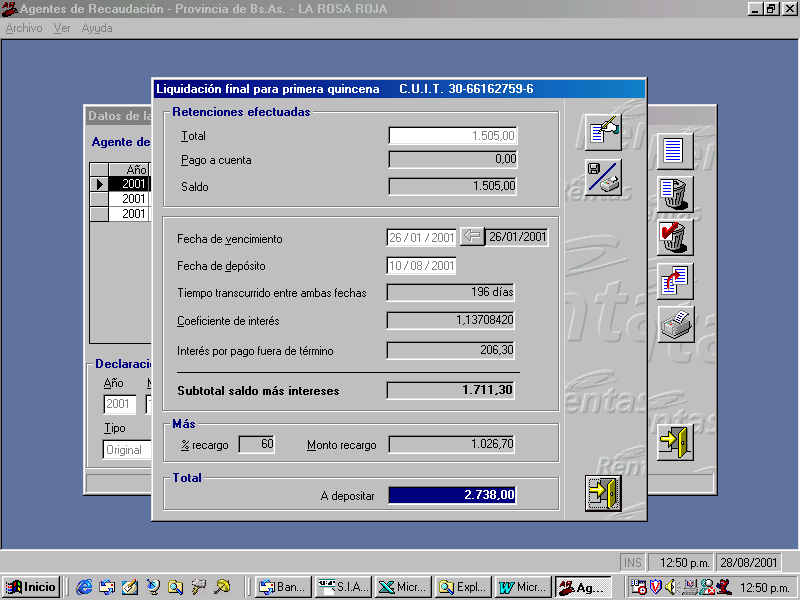 Agentes de Recaudación - Provincia de Bs.As. - LA ROSA ROJA
Archivo Ver Ayuda
Datos de la
Agente de
Año
2001
2001
2001
Declaraci
Año
2001
Tipo
Original
Liquidación final para primera quincena C.U.I.T. 30-66162759-6
Retenciones efectuadas
Total 1.505,00
Pago a cuenta 0,00
Saldo 1.505,00
Fecha de vencimiento 26/01/2001 26/01/2001
Fecha de depósito 10/08/2001
Tiempo transcurrido entre ambas fechas 196 días
Coeficiente de interés 1,13708420
Interés por pago fuera de término 206,30
Subtotal saldo más intereses 1.711,30
Más
% recargo 60 Monto recargo 1.026,70
Total
A depositar 2.738,00
Rentas
Rentas
Rentas
INS 12:50 p.m. 28/08/2001
Inicio Ban... S.I.A... Micr... Expl... Micr... Ag... 12:50 p.m.